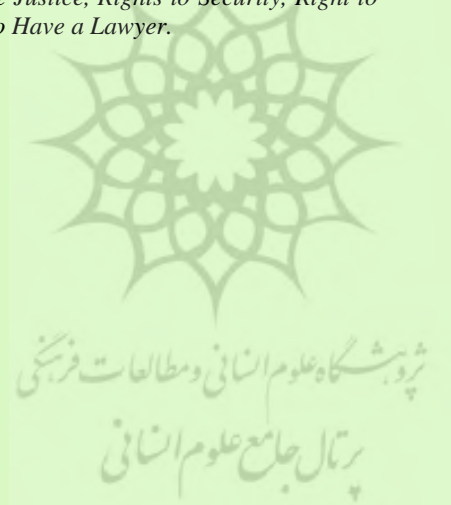 e Justice, Rights to Security, Right to
o Have a Lawyer.
پژوهشگاه علوم انسانی و مطالعات فرهنگی
پرتال جامع علوم انسانی